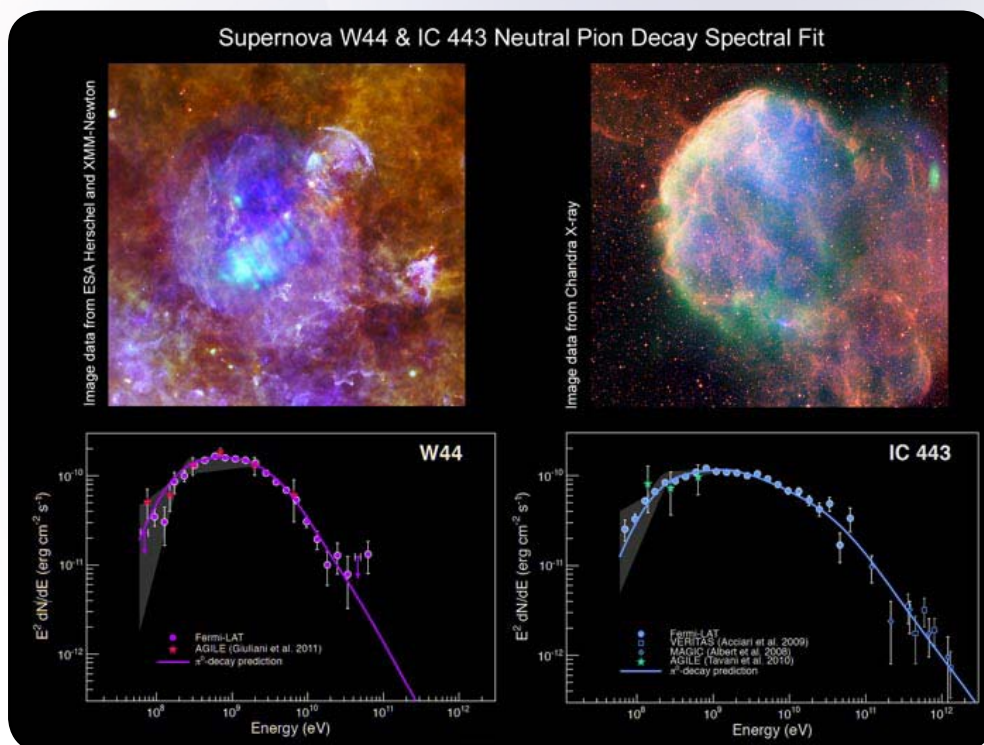 Supernova W44 & IC 443 Neutral Pion Decay Spectral Fit
Image data from ESA Herschel and XMM-Newton
Image data from Chandra X-ray
W44
E² dN/dE (erg cm⁻² s⁻¹)
10⁻¹⁰
10⁻¹¹
10⁻¹²
Fermi-LAT
AGILE (Giuliani et al. 2011)
π⁰-decay prediction
10⁸ 10⁹ 10¹⁰ 10¹¹ 10¹²
Energy (eV)
IC 443
E² dN/dE (erg cm⁻² s⁻¹)
10⁻¹⁰
10⁻¹¹
10⁻¹²
Fermi-LAT
VERITAS (Acciari et al. 2009)
MAGIC (Albert et al. 2008)
AGILE (Tavani et al. 2010)
π⁰-decay prediction
10⁸ 10⁹ 10¹⁰ 10¹¹ 10¹²
Energy (eV)